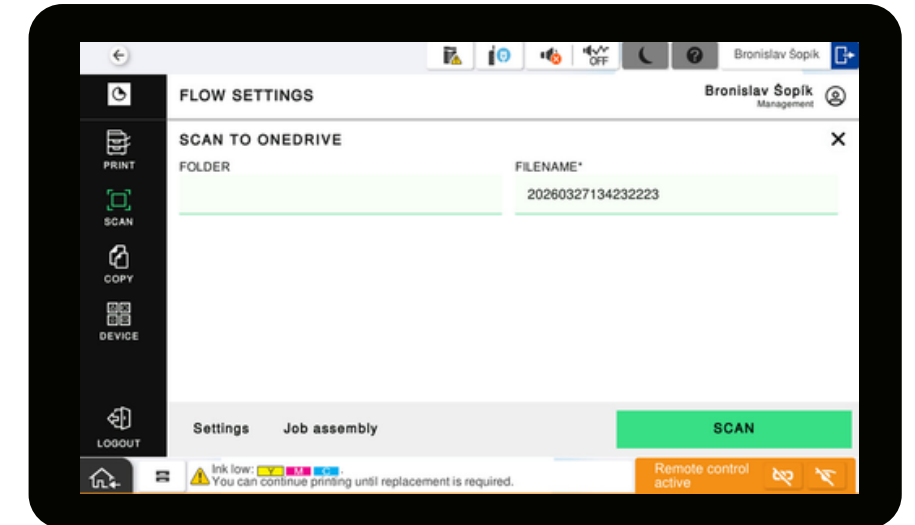 OFF
Bronislav Šopík
FLOW SETTINGS
Bronislav Šopík
Management
SCAN TO ONEDRIVE
FOLDER
FILENAME*
20260327134232223
PRINT
SCAN
COPY
DEVICE
LOGOUT
Settings
Job assembly
SCAN
Ink low: Y M C .
You can continue printing until replacement is required.
Remote control
active